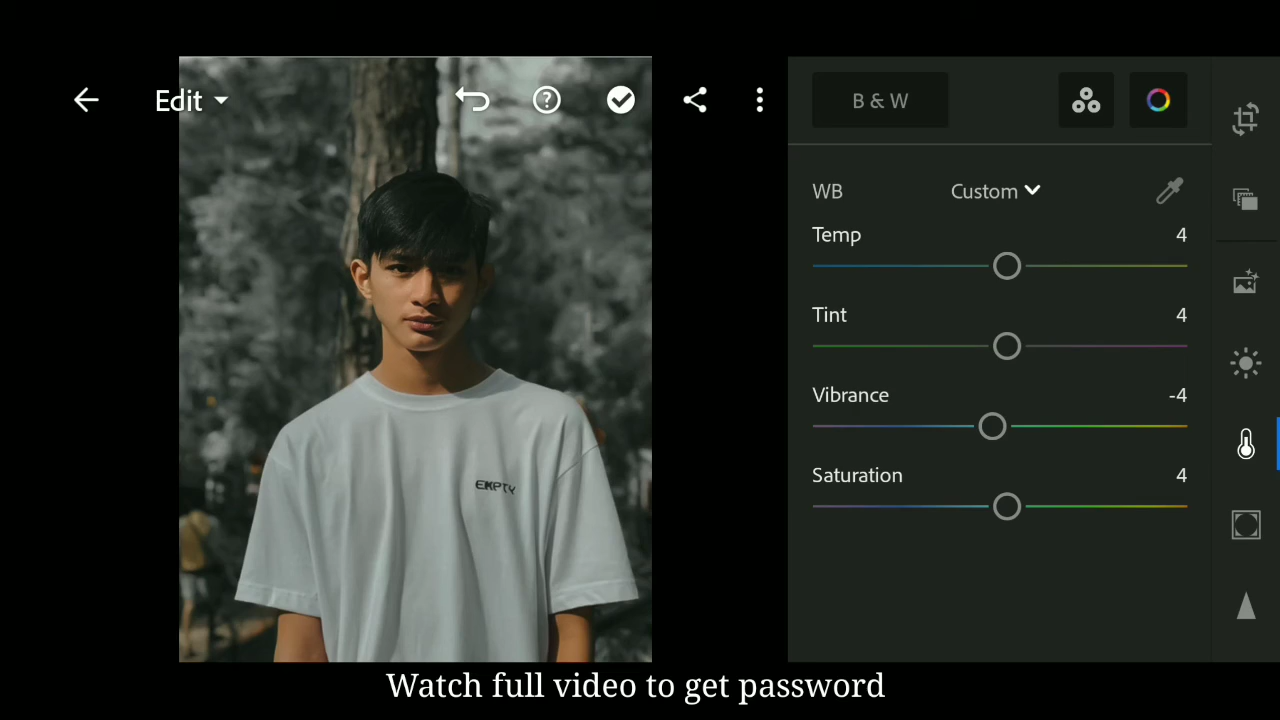 Edit
B & W
WB Custom
Temp 4
Tint 4
Vibrance -4
Saturation 4
EMPTY
Watch full video to get password